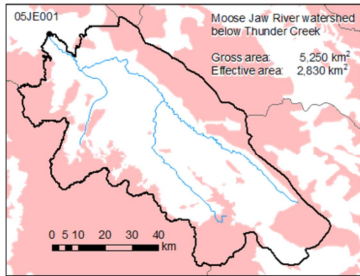 05JE001
Moose Jaw River watershed
below Thunder Creek
Gross area: 5,250 km²
Effective area: 2,830 km²
0 5 10 20 30 40
km